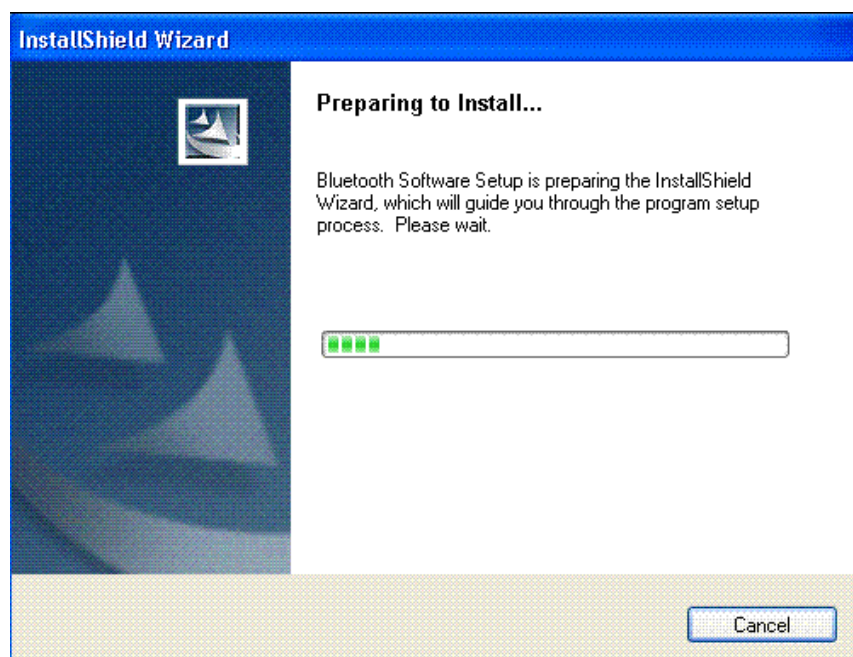 InstallShield Wizard
Preparing to Install...
Bluetooth Software Setup is preparing the InstallShield
Wizard, which will guide you through the program setup
process.  Please wait.
Cancel